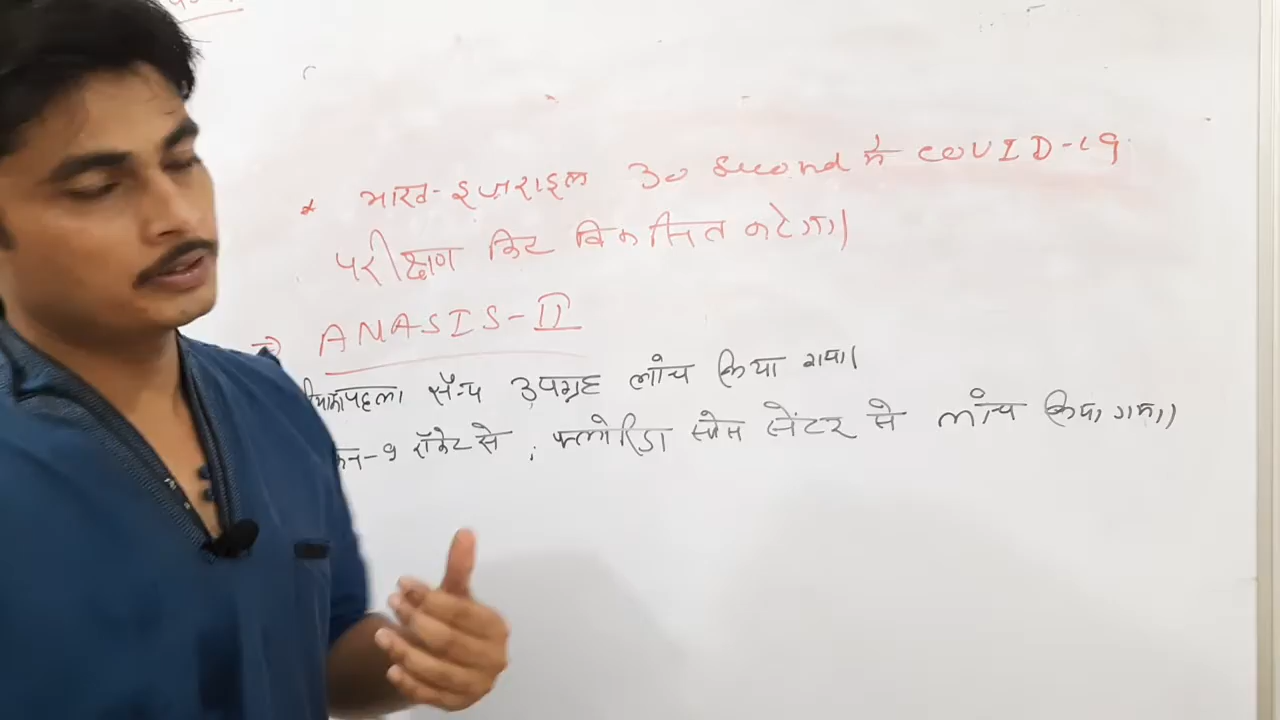 * भारत-इजराइल 30 second में COVID-19
परीक्षण किट विकसित करेगा।
→ ANASIS-II
पहला सैन्य उपग्रह लांच किया गया।
-9 रॉकेट से, फ्लोरिडा स्पेस सेंटर से लांच किया गया।